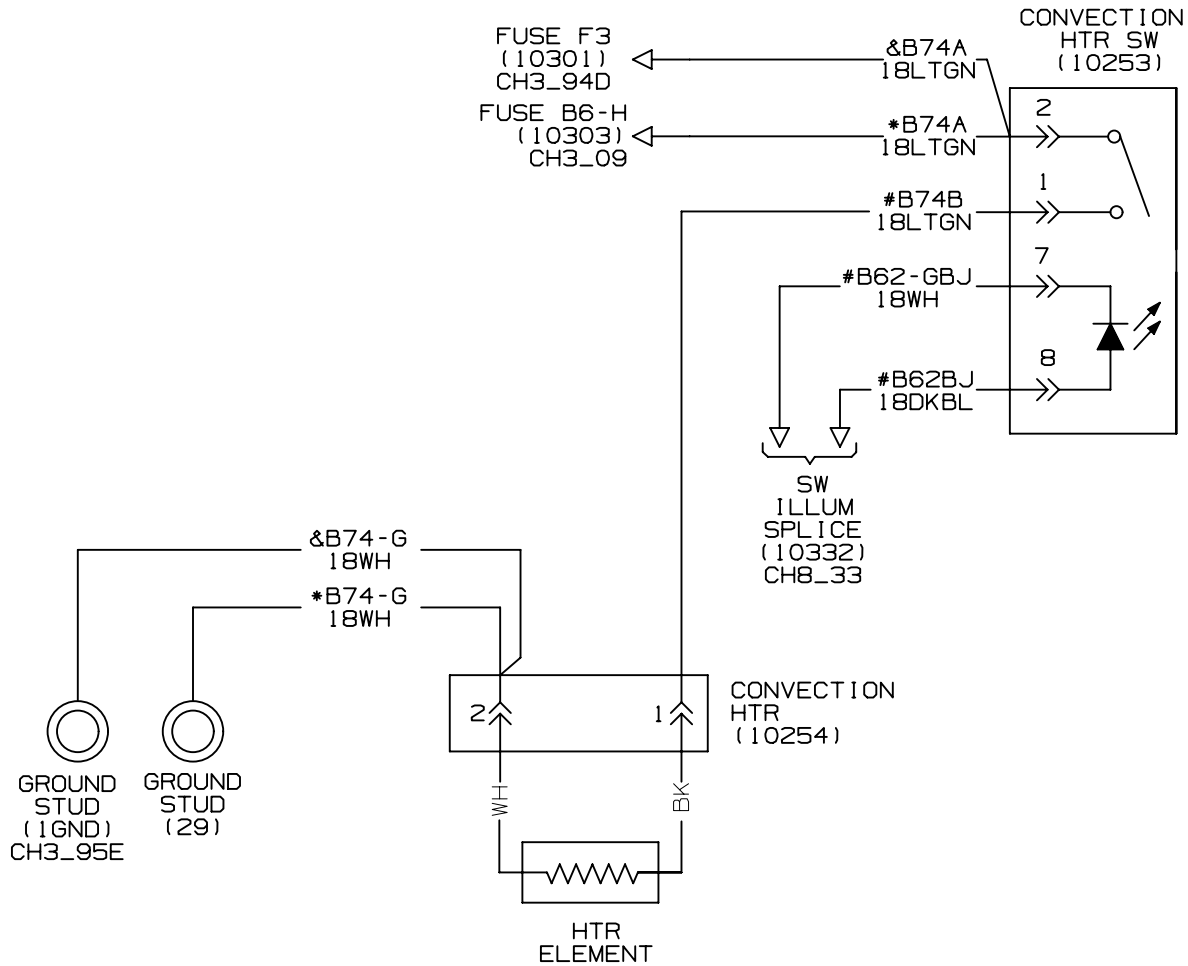 CONVECTION
HTR SW
(10253)
FUSE F3
(10301)
CH3_94D
&B74A
18LTGN
FUSE B6-H
(10303)
CH3_09
*B74A
18LTGN
2
#B74B
18LTGN
1
#B62-GBJ
18WH
7
#B62BJ
18DKBL
8
SW
ILLUM
SPLICE
(10332)
CH8_33
&B74-G
18WH
*B74-G
18WH
2
1
CONVECTION
HTR
(10254)
GROUND
STUD
(1GND)
CH3_95E
GROUND
STUD
(29)
WH
BK
HTR
ELEMENT